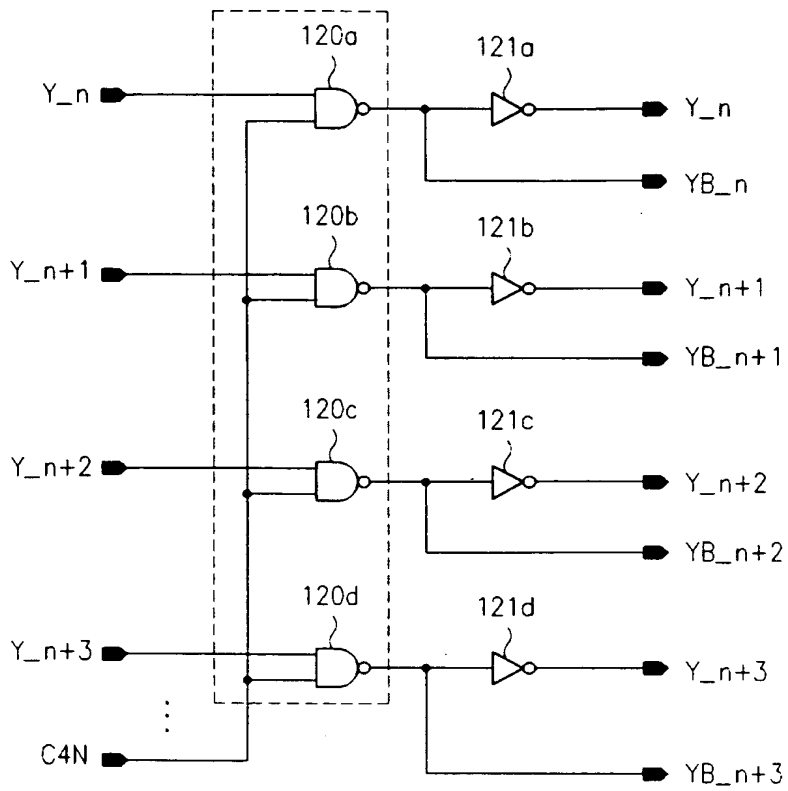 120a
121a
Y_n
Y_n
YB_n
120b
121b
Y_n+1
Y_n+1
YB_n+1
120c
121c
Y_n+2
Y_n+2
YB_n+2
120d
121d
Y_n+3
Y_n+3
C4N
YB_n+3